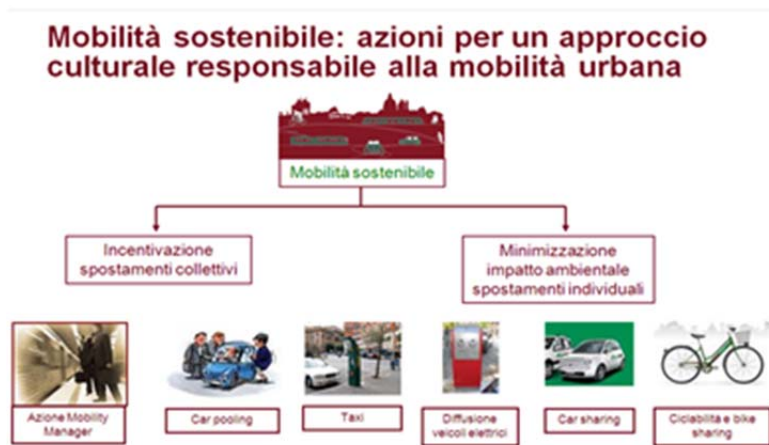 Mobilità sostenibile: azioni per un approccio
culturale responsabile alla mobilità urbana
Mobilità sostenibile
Incentivazione
spostamenti collettivi
Minimizzazione
impatto ambientale
spostamenti individuali
Azione Mobility
Manager
Car pooling
Taxi
Diffusione
veicoli elettrici
Car sharing
Ciclabilità e bike
sharing